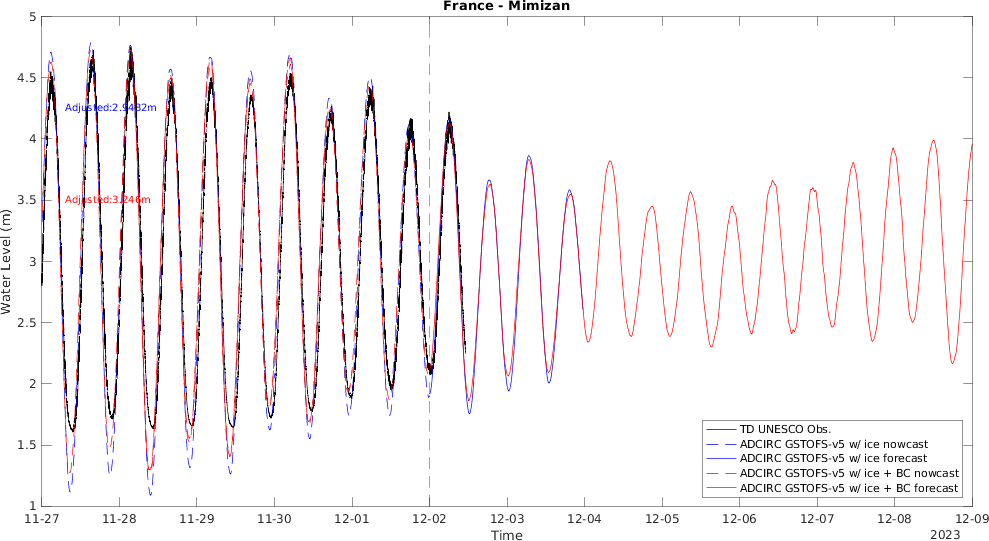 France - Mimizan
5
4.5
4
3.5
3
2.5
2
1.5
1
Water Level (m)
Adjusted:2.9482m
Adjusted:3.246m
TD UNESCO Obs.
ADCIRC GSTOFS-v5 w/ ice nowcast
ADCIRC GSTOFS-v5 w/ ice forecast
ADCIRC GSTOFS-v5 w/ ice + BC nowcast
ADCIRC GSTOFS-v5 w/ ice + BC forecast
11-27 11-28 11-29 11-30 12-01 12-02 12-03 12-04 12-05 12-06 12-07 12-08 12-09
Time
2023